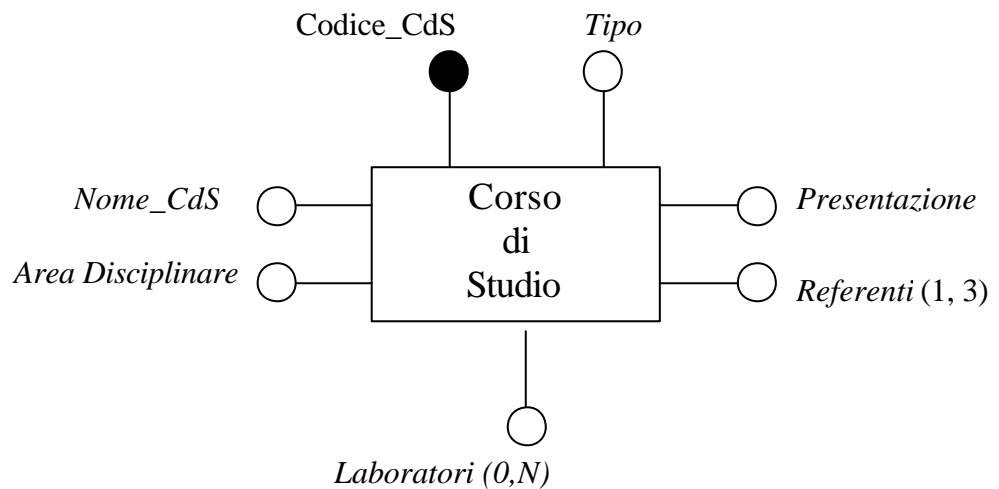 Codice_CdS
Tipo
Nome_CdS
Corso
di
Studio
Presentazione
Area Disciplinare
Referenti (1, 3)
Laboratori (0,N)